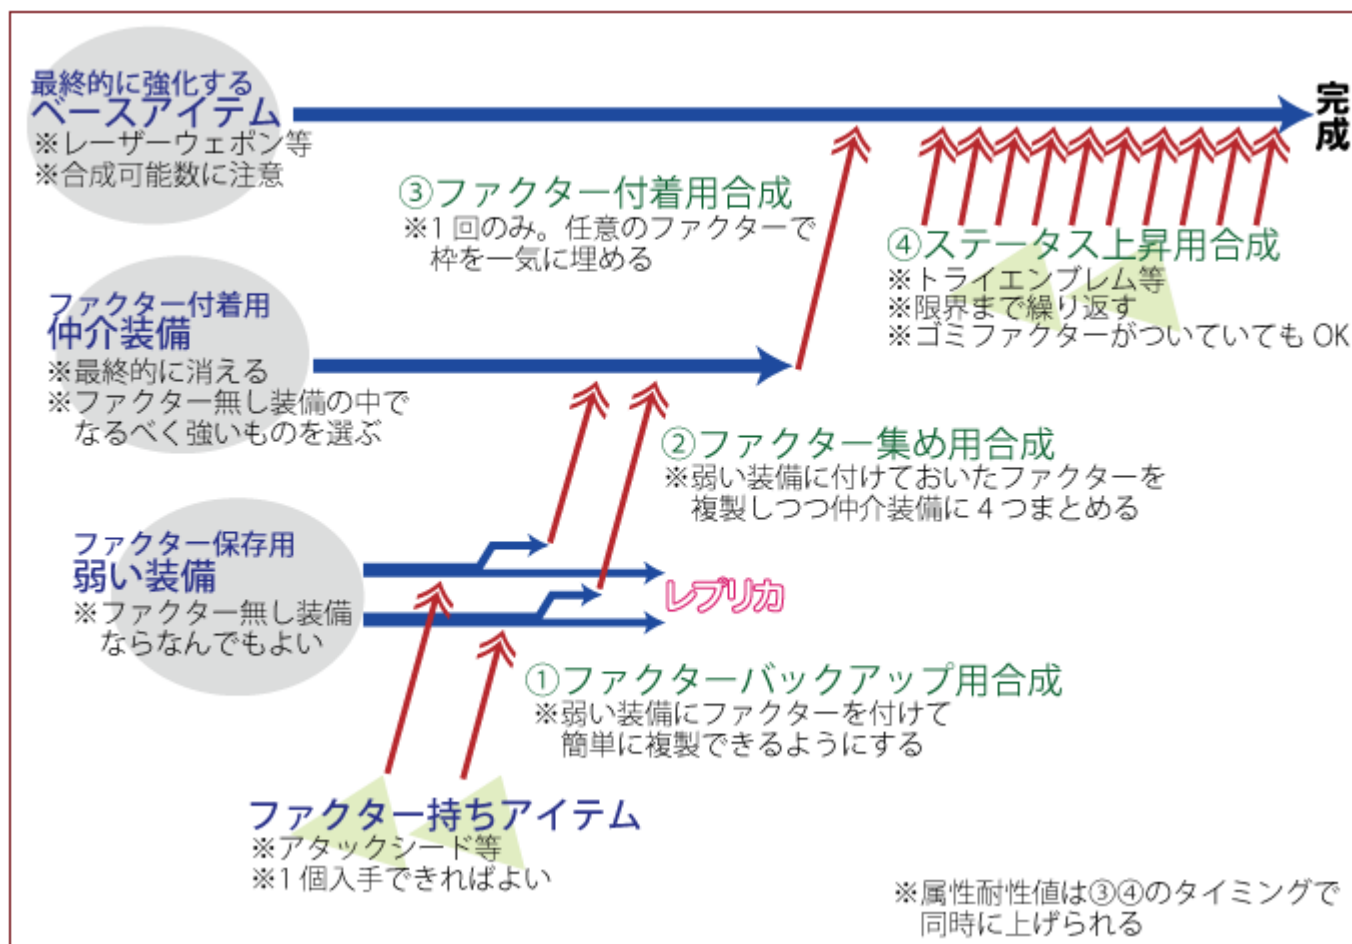 最終的に強化する
ベースアイテム
※レーザーウェポン等
※合成可能数に注意
完成
③ファクター付着用合成
※1回のみ。任意のファクターで
枠を一気に埋める
④ステータス上昇用合成
※トライエンブレム等
※限界まで繰り返す
※ゴミファクターがついていてもOK
ファクター付着用
仲介装備
※最終的に消える
※ファクター無し装備の中で
なるべく強いものを選ぶ
②ファクター集め用合成
※弱い装備に付けておいたファクターを
複製しつつ仲介装備に4つまとめる
ファクター保存用
弱い装備
※ファクター無し装備
ならなんでもよい
レプリカ
①ファクターバックアップ用合成
※弱い装備にファクターを付けて
簡単に複製できるようにする
ファクター持ちアイテム
※アタックシード等
※1個入手できればよい
※属性耐性値は③④のタイミングで
同時に上げられる